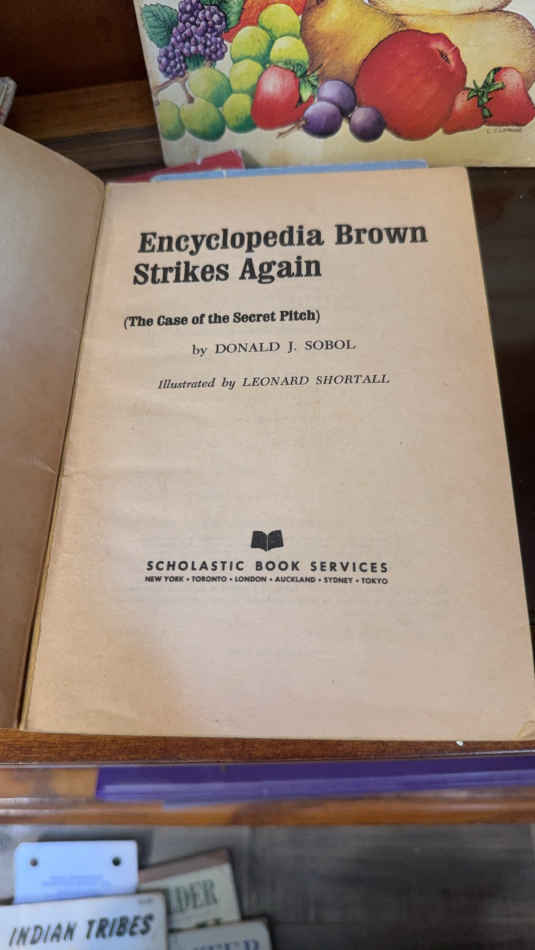 Encyclopedia Brown
Strikes Again
(The Case of the Secret Pitch)
by DONALD J. SOBOL
Illustrated by LEONARD SHORTALL
SCHOLASTIC BOOK SERVICES
NEW YORK • TORONTO • LONDON • AUCKLAND • SYDNEY • TOKYO
INDIAN TRIBES